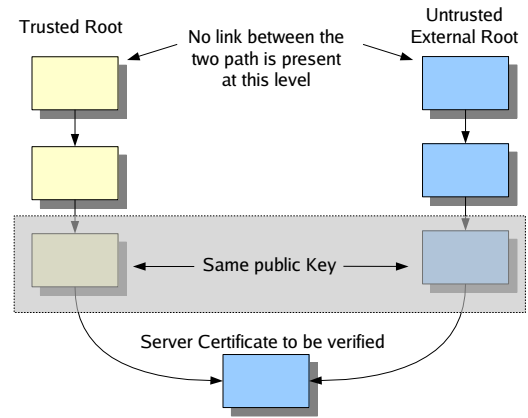 Trusted Root
No link between the
two path is present
at this level
Untrusted
External Root
Same public Key
Server Certificate to be verified